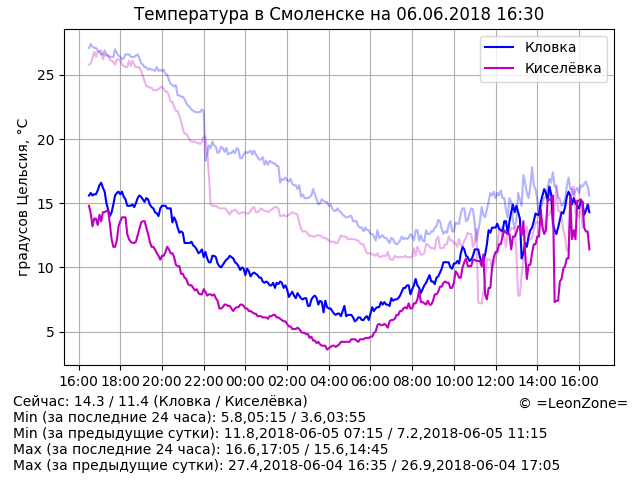 Температура в Смоленске на 06.06.2018 16:30
Кловка
Киселёвка
градусов Цельсия, °C
25
20
15
10
5
16:00 18:00 20:00 22:00 00:00 02:00 04:00 06:00 08:00 10:00 12:00 14:00 16:00
Сейчас: 14.3 / 11.4 (Кловка / Киселёвка)
© =LeonZone=
Min (за последние 24 часа): 5.8,05:15 / 3.6,03:55
Min (за предыдущие сутки): 11.8,2018-06-05 07:15 / 7.2,2018-06-05 11:15
Max (за последние 24 часа): 16.6,17:05 / 15.6,14:45
Max (за предыдущие сутки): 27.4,2018-06-04 16:35 / 26.9,2018-06-04 17:05